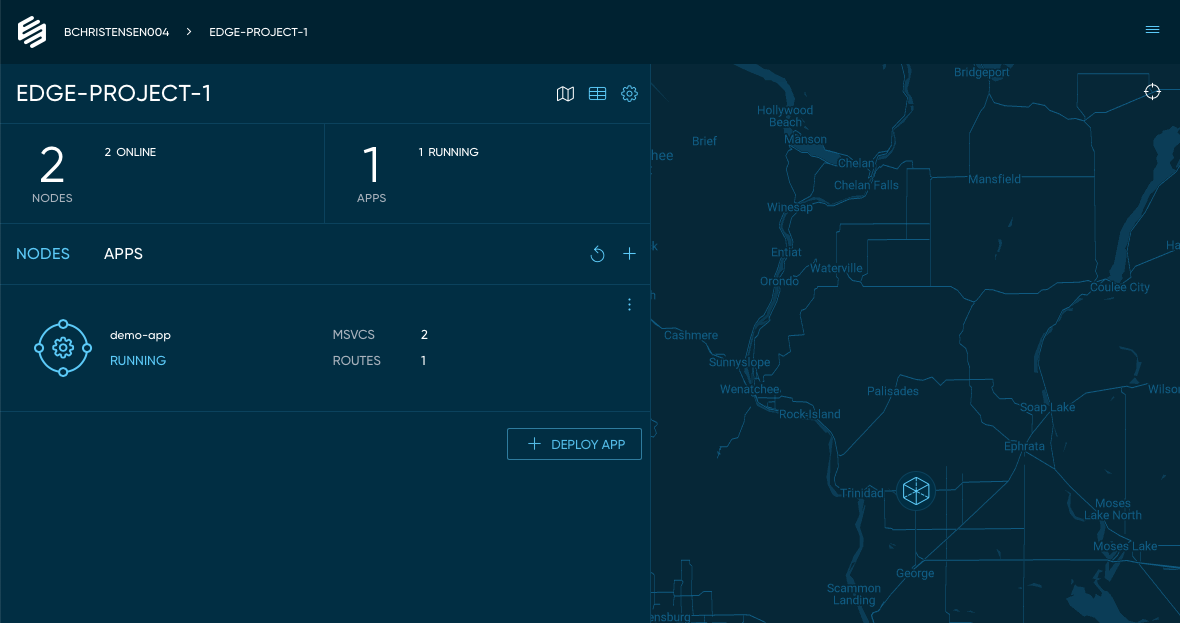 BCHRISTENSEN004 > EDGE-PROJECT-1
EDGE-PROJECT-1
2
NODES
2 ONLINE
1
APPS
1 RUNNING
NODES APPS
demo-app
RUNNING
MSVCS 2
ROUTES 1
+ DEPLOY APP
Bridgeport
Hollywood
Beach
Brief
Manson
hee
Chelan
Chelan Falls
Mansfield
Winesap
k
Ha
Entiat
Waterville
Orondo
h
Coulee City
Cashmere
Sunnyslope
Wenatchee
Palisades
Wilson
Rock-Island
Soap Lake
Ephrata
Trinidad
Moses
Lake North
Moses Lake
George
Scammon
Landing
ensburg